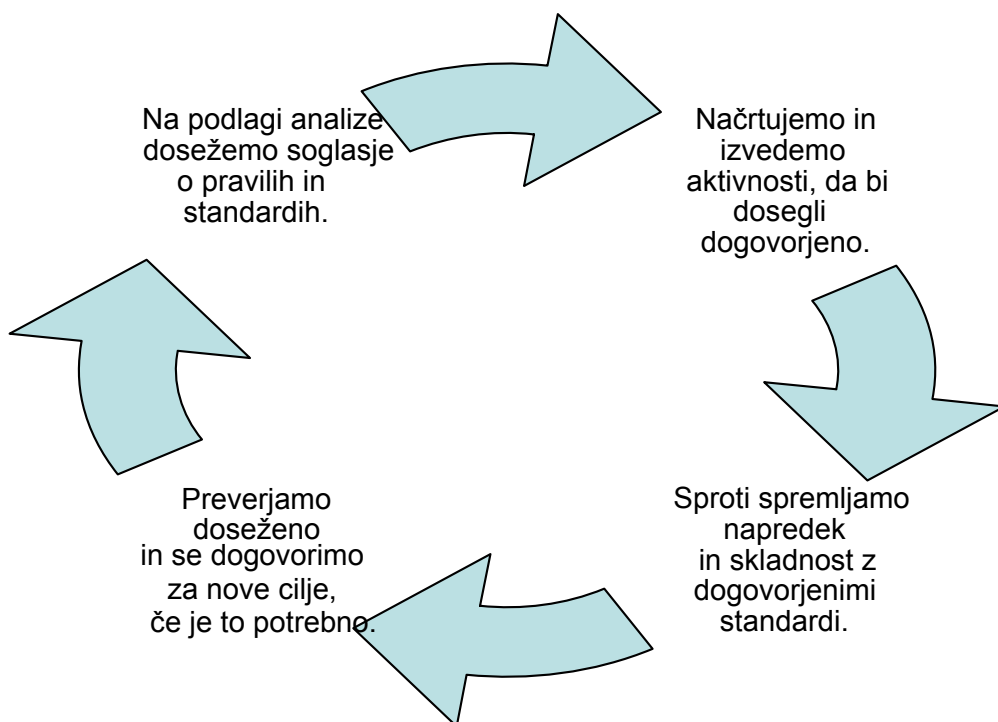 Na podlagi analize
dosežemo soglasje
o pravilih in
standardih.
Načrtujemo in
izvedemo
aktivnosti, da bi
dosegli
dogovorjeno.
Sproti spremljamo
napredek
in skladnost z
dogovorjenimi
standardi.
Preverjamo
doseženo
in se dogovorimo
za nove cilje,
če je to potrebno.